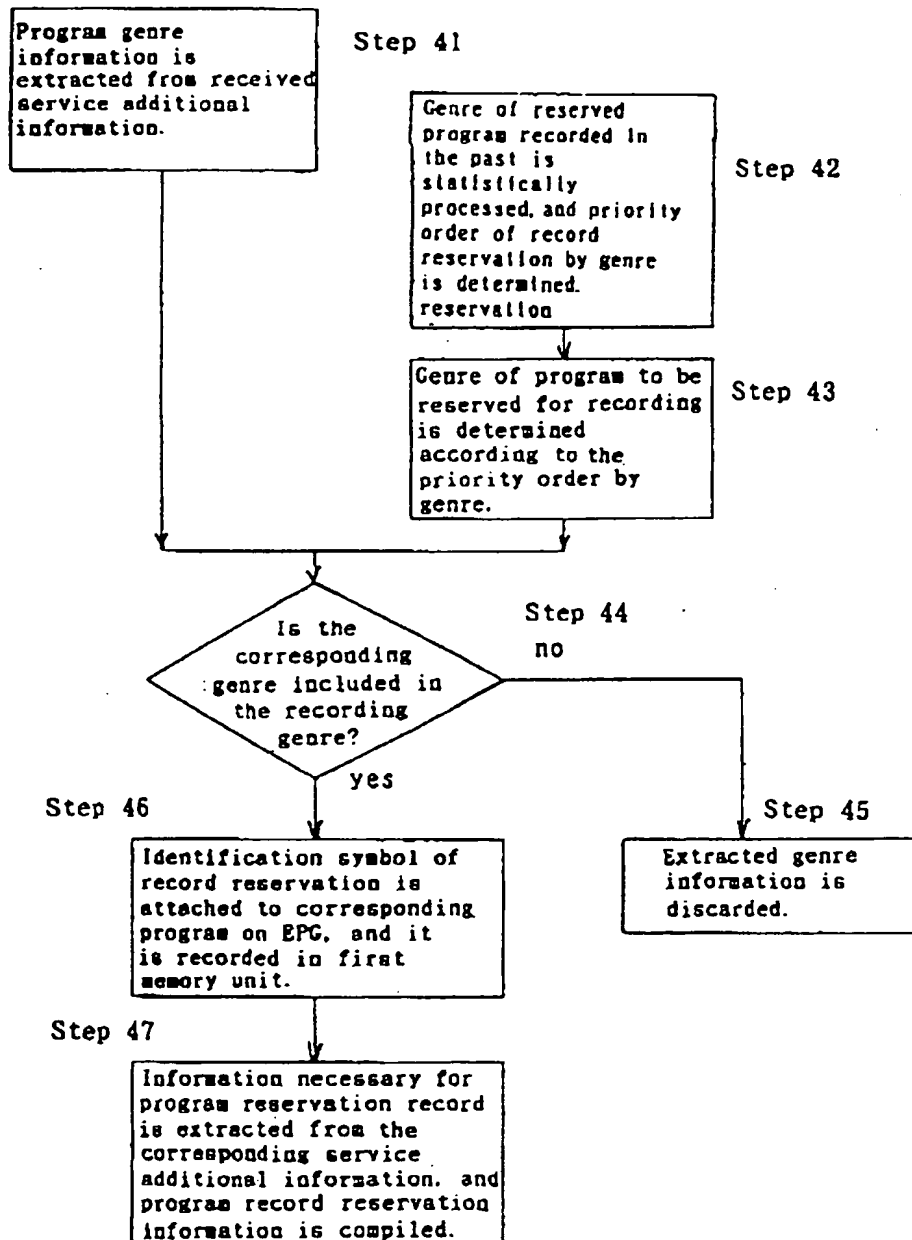 Program genre
information is
extracted from received
service additional
information.
Step 41
Genre of reserved
program recorded in
the past is
statistically
processed, and priority
order of record
reservation by genre
is determined.
reservation
Step 42
Genre of program to be
reserved for recording
is determined
according to the
priority order by
genre.
Step 43
Is the
corresponding
genre included in
the recording
genre?
Step 44
no
yes
Step 46
Identification symbol of
record reservation is
attached to corresponding
program on EPG, and it
is recorded in first
memory unit.
Step 45
Extracted genre
information is
discarded.
Step 47
Information necessary for
program reservation record
is extracted from the
corresponding service
additional information, and
program record reservation
information is compiled.